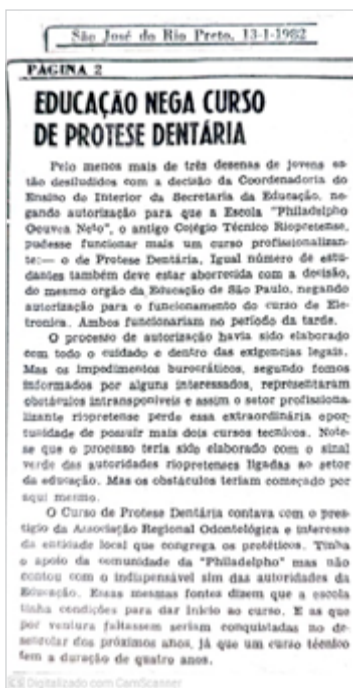 São José do Rio Preto, 13-1-1982
PÁGINA 2
EDUCAÇÃO NEGA CURSO
DE PROTESE DENTÁRIA
Pelo menos mais de três desenas de jovens es-
tão desiludidos com a decisão da Coordenadoria do
Ensino do Interior da Secretaria da Educação, ne-
gando autorização para que a Escola "Philadelpho
Gouvea Neto", o antigo Colégio Técnico Riopretense,
pudesse funcionar mais um curso profissionalizan-
te:— o de Protese Dentária. Igual número de estu-
dantes também deve estar aborrecida com a decisão,
do mesmo orgão da Educação de São Paulo, negando
autorização para o funcionamento do curso de Ele-
tronica. Ambos funcionariam no período da tarde.
O processo de autorização havia sido elaborado
com todo o cuidado e dentro das exigencias legais.
Mas os impedimentos burocráticos, segundo fomos
informados por alguns interessados, representaram
obstáculos intransponíveis e assim o setor profissiona-
lizante riopretense perde essa extraordinária opor-
tunidade de possuir mais dois cursos tecnicos. Note-
se que o processo teria sido elaborado com o sinal
verde das autoridades riopretenses ligadas ao setor
da educação. Mas os obstáculos teriam começado por
aqui mesmo.
O Curso de Protese Dentária contava com o pres-
tigio da Associação Regional Odontológica e interesse
da entidade local que congrega os protéticos. Tinha
o apoio da comunidade da "Philadelpho" mas não
contou com o indispensável sim das autoridades da
Educação. Essas mesmas fontes dizem que a escola
tinha condições para dar inicio ao curso. E as que
por ventura faltassem seriam conquistadas no de-
senrolar dos próximos anos, já que um curso técnico
tem a duração de quatro anos.
CS Digitalizado com CamScanner